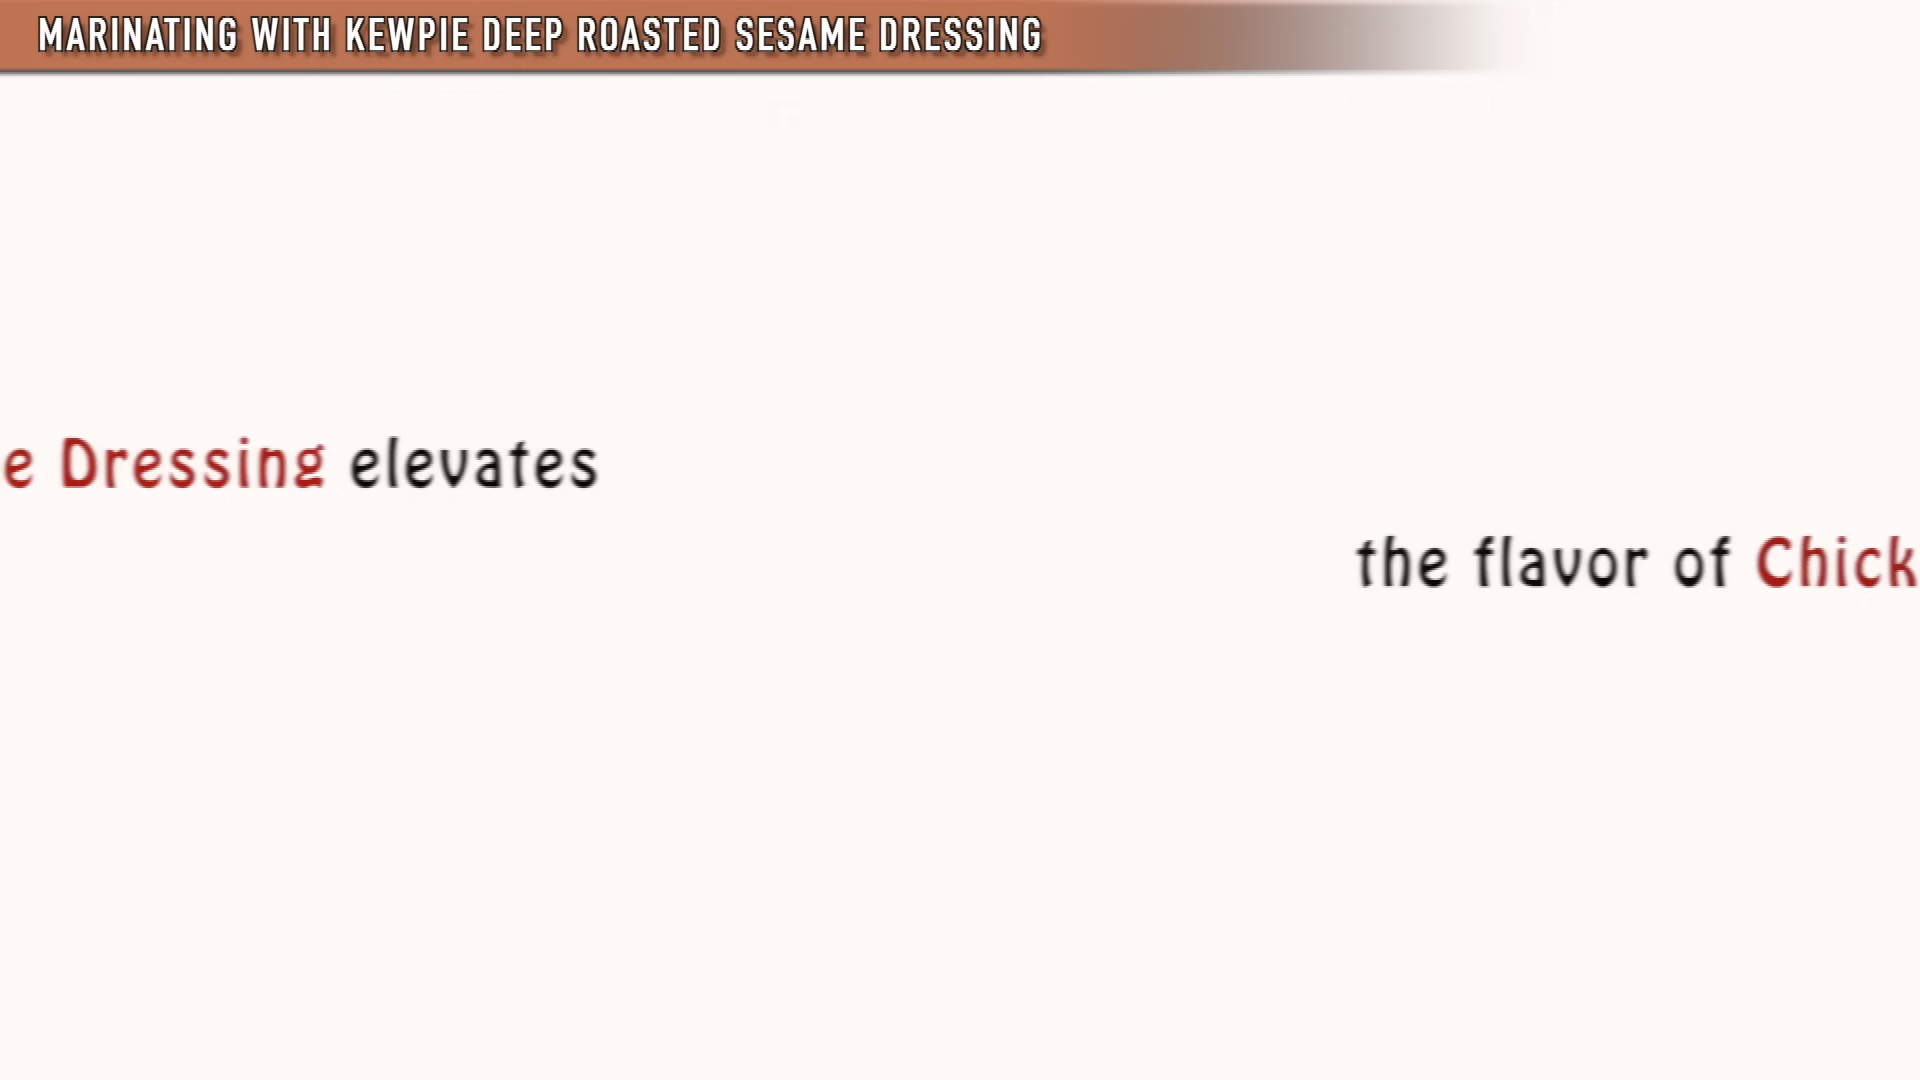 MARINATING WITH KEWPIE DEEP ROASTED SESAME DRESSING
e Dressing elevates
the flavor of Chick